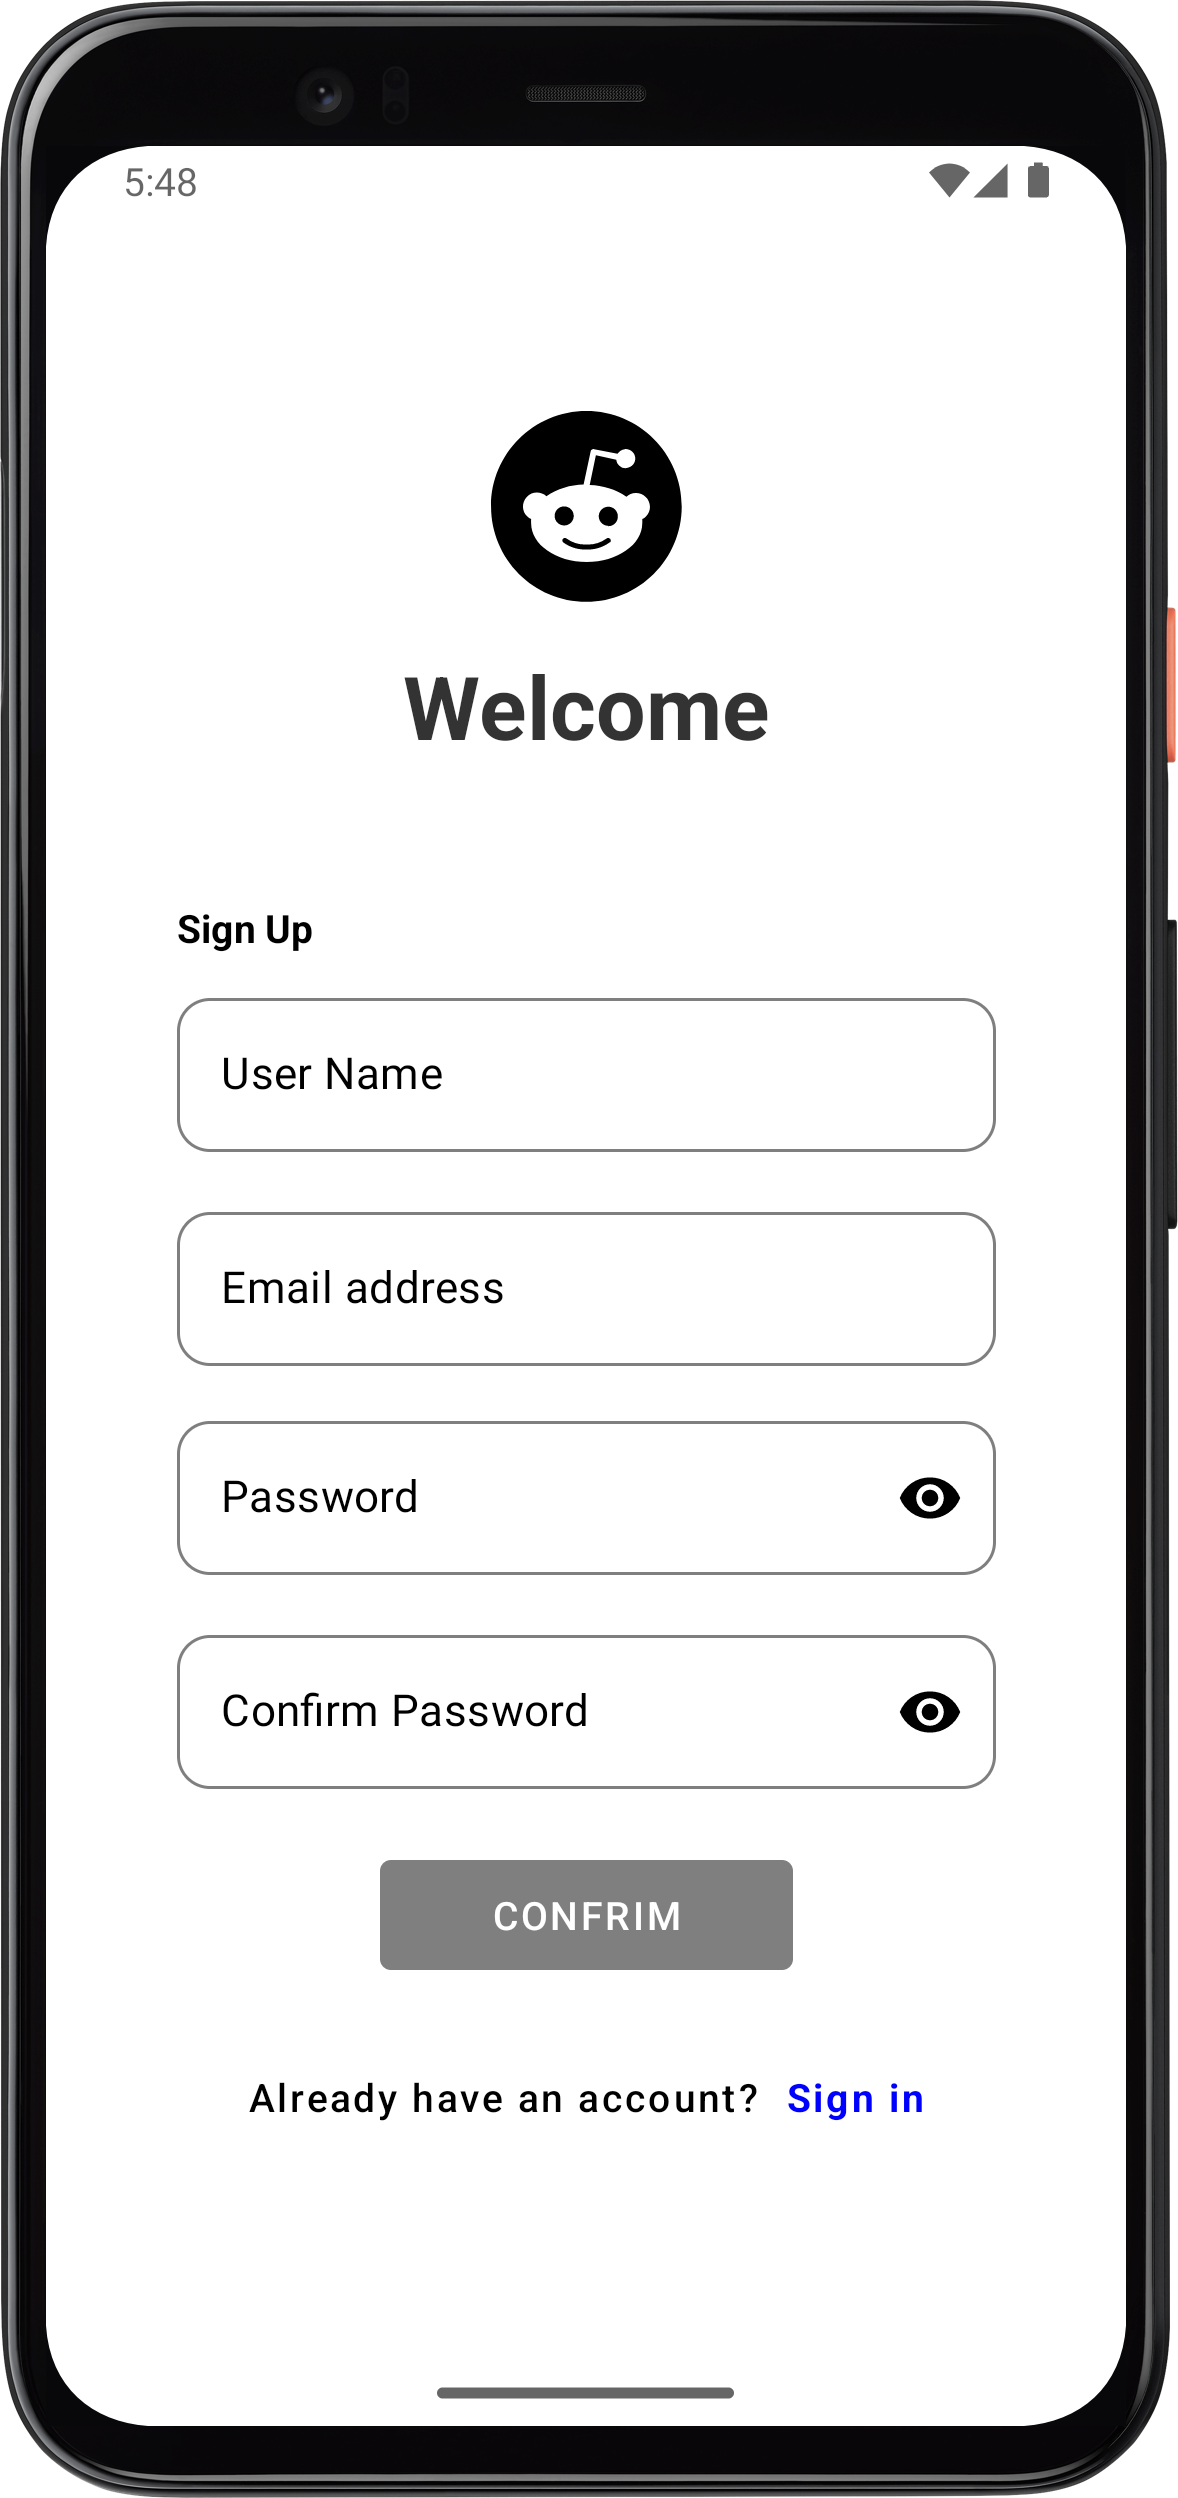 5:48
Welcome
Sign Up
User Name
Email address
Password
Confirm Password
CONFRIM
Already have an account? Sign in